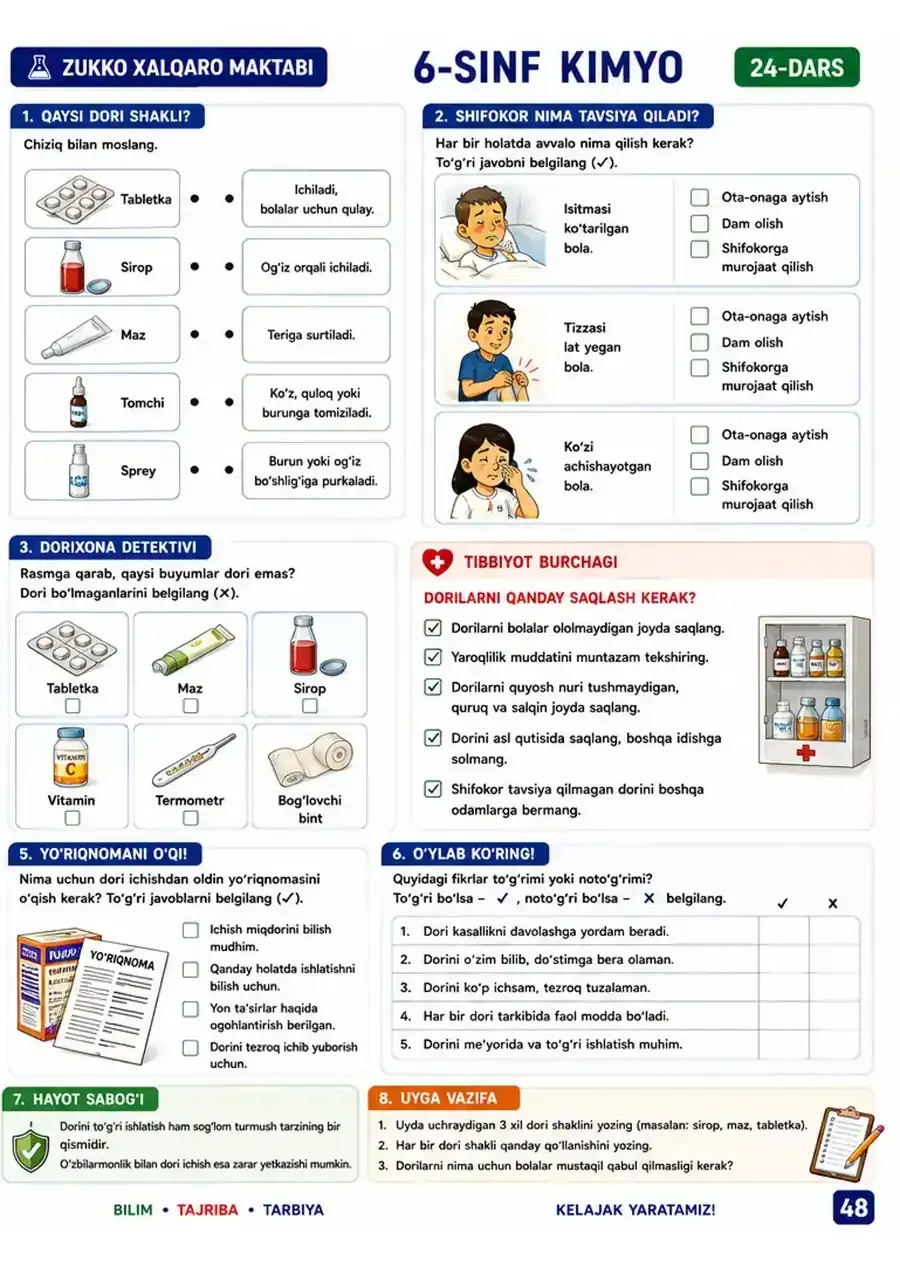 ZUKKO XALQARO MAKTABI
6-SINF KIMYO
24-DARS
1. QAYSI DORI SHAKLI?
Chiziq bilan moslang.
Tabletka
Ichiladi,
bolalar uchun qulay.
Sirop
Og‘iz orqali ichiladi.
Maz
Teriga surtiladi.
Tomchi
Ko‘z, quloq yoki
burunga tomiziladi.
Sprey
Burun yoki og‘iz
bo‘shlig‘iga purkaladi.
2. SHIFOKOR NIMA TAVSIYA QILADI?
Har bir holatda avvalo nima qilish kerak?
To‘g‘ri javobni belgilang (✓).
Isitmasi
ko‘tarilgan
bola.
Ota-onaga aytish
Dam olish
Shifokorga
murojaat qilish
Tizzasi
lat yegan
bola.
Ota-onaga aytish
Dam olish
Shifokorga
murojaat qilish
Ko‘zi
achishayotgan
bola.
Ota-onaga aytish
Dam olish
Shifokorga
murojaat qilish
3. DORIXONA DETEKTIVI
Rasmga qarab, qaysi buyumlar dori emas?
Dori bo‘lmaganlarini belgilang (✕).
Tabletka
Maz
Sirop
VITAMIN
C
Vitamin
Termometr
Bog‘lovchi
bint
TIBBIYOT BURCHAGI
DORILARNI QANDAY SAQLASH KERAK?
✓ Dorilarni bolalar ololmaydigan joyda saqlang.
✓ Yaroqlilik muddatini muntazam tekshiring.
✓ Dorilarni quyosh nuri tushmaydigan,
quruq va salqin joyda saqlang.
✓ Dorini asl qutisida saqlang, boshqa idishga
solmang.
✓ Shifokor tavsiya qilmagan dorini boshqa
odamlarga bermang.
5. YO‘RIQNOMANI O‘QI!
Nima uchun dori ichishdan oldin yo‘riqnomasini
o‘qish kerak? To‘g‘ri javoblarni belgilang (✓).
YO‘RIQNOMA
Ichish miqdorini bilish
mudhim.
Qanday holatda ishlatishni
bilish uchun.
Yon ta‘sirlar haqida
ogohlantirish berilgan.
Dorini tezroq ichib yuborish
uchun.
6. O‘YLAB KO‘RING!
Quyidagi fikrlar to‘g‘rimi yoki noto‘g‘rimi?
To‘g‘ri bo‘lsa – ✓ , noto‘g‘ri bo‘lsa – ✕ belgilang.
✓ ✕
1. Dori kasallikni davolashga yordam beradi.
2. Dorini o‘zim bilib, do‘stimga bera olaman.
3. Dorini ko‘p ichsam, tezroq tuzalaman.
4. Har bir dori tarkibida faol modda bo‘ladi.
5. Dorini me’yorida va to‘g‘ri ishlatish muhim.
7. HAYOT SABOG'I
Dorini to‘g‘ri ishlatish ham sog‘lom turmush tarzining bir
qismidir.
O‘zbilarmonlik bilan dori ichish esa zarar yetkazishi mumkin.
8. UYGA VAZIFA
1. Uyda uchraydigan 3 xil dori shaklini yozing (masalan: sirop, maz, tabletka).
2. Har bir dori shakli qanday qo‘llanishini yozing.
3. Dorilarni nima uchun bolalar mustaqil qabul qilmasligi kerak?
BILIM • TAJRIBA • TARBIYA
KELAJAK YARATAMIZ!
48